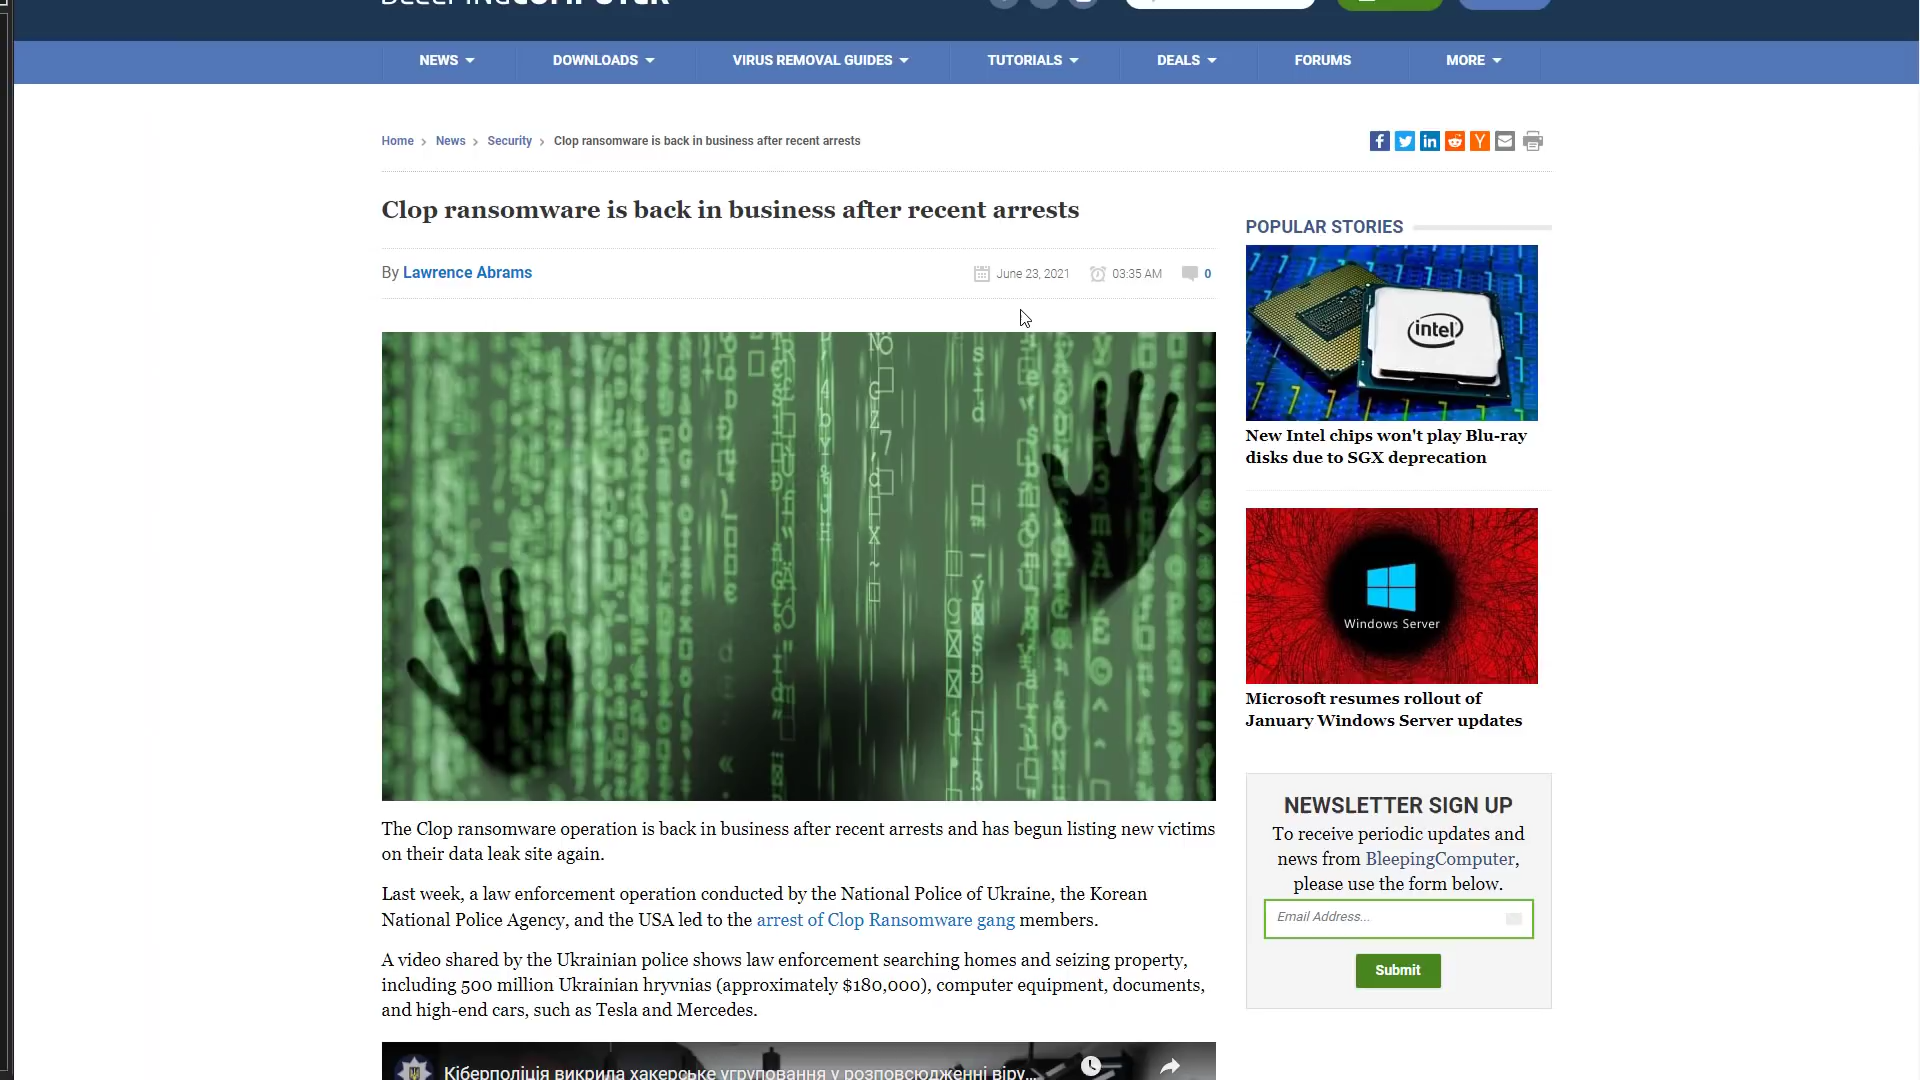 BLEEPINGCOMPUTER
NEWS
DOWNLOADS
VIRUS REMOVAL GUIDES
TUTORIALS
DEALS
FORUMS
MORE
Home
News
Security
Clop ransomware is back in business after recent arrests
Clop ransomware is back in business after recent arrests
By Lawrence Abrams
June 23, 2021
03:35 AM
0
The Clop ransomware operation is back in business after recent arrests and has begun listing new victims
on their data leak site again.
Last week, a law enforcement operation conducted by the National Police of Ukraine, the Korean
National Police Agency, and the USA led to the arrest of Clop Ransomware gang members.
A video shared by the Ukrainian police shows law enforcement searching homes and seizing property,
including 500 million Ukrainian hryvnias (approximately $180,000), computer equipment, documents,
and high-end cars, such as Tesla and Mercedes.
Кіберполіція викрила хакерське угруповання у розповсюдженні віру...
POPULAR STORIES
intel
New Intel chips won't play Blu-ray
disks due to SGX deprecation
Windows Server
Microsoft resumes rollout of
January Windows Server updates
NEWSLETTER SIGN UP
To receive periodic updates and
news from BleepingComputer,
please use the form below.
Email Address...
Submit